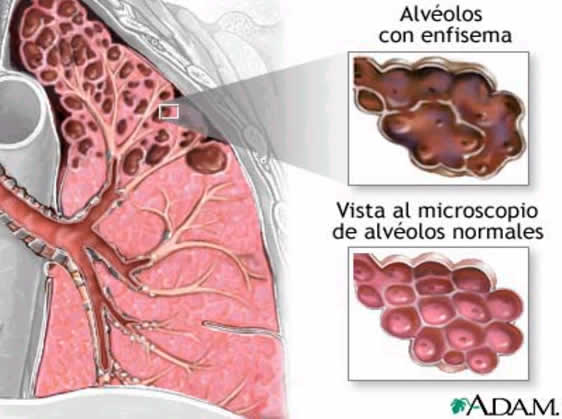 Alvéolos
con enfisema
Vista al microscopio
de alvéolos normales
A.D.A.M.